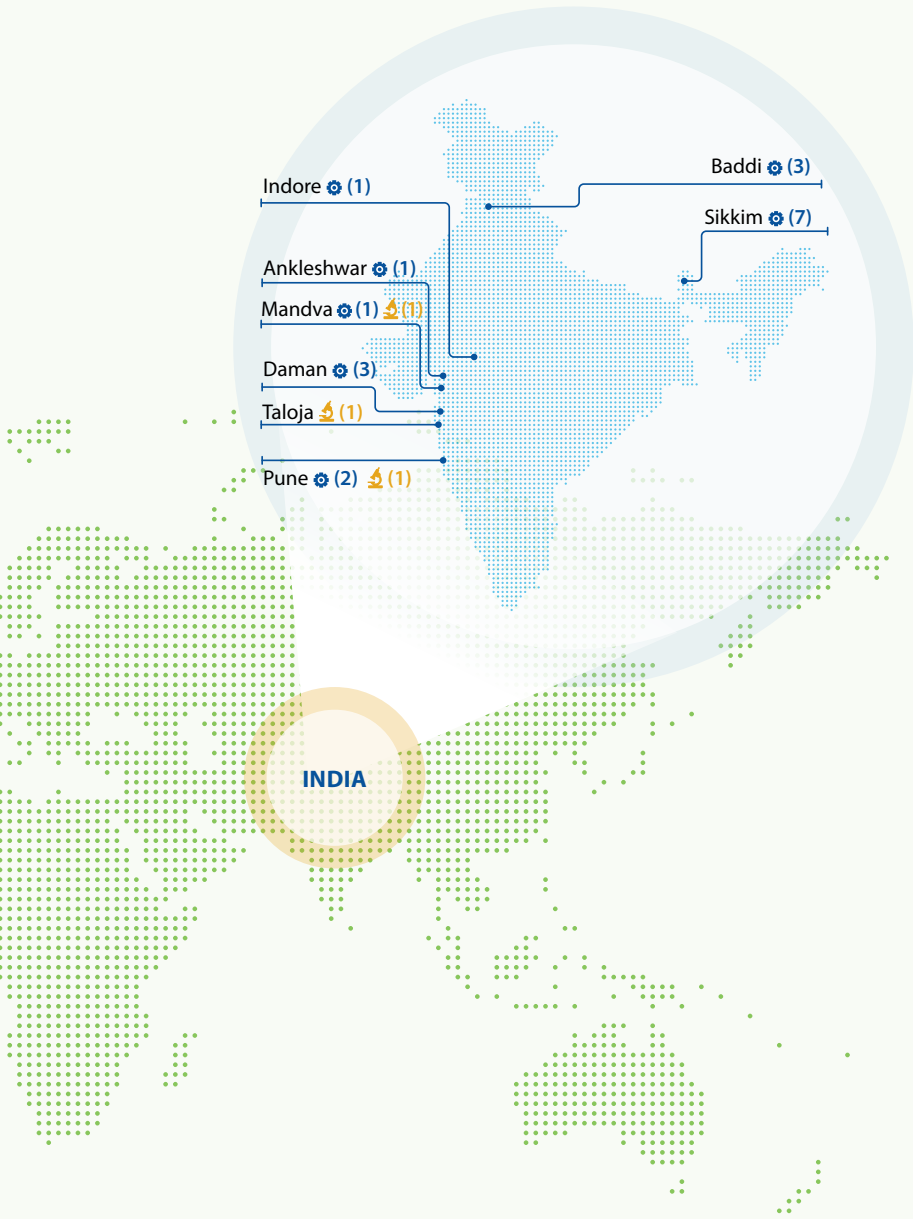 Baddi (3)
Indore (1)
Sikkim (7)
Ankleshwar (1)
Mandva (1) (1)
Daman (3)
Taloja (1)
Pune (2) (1)
INDIA